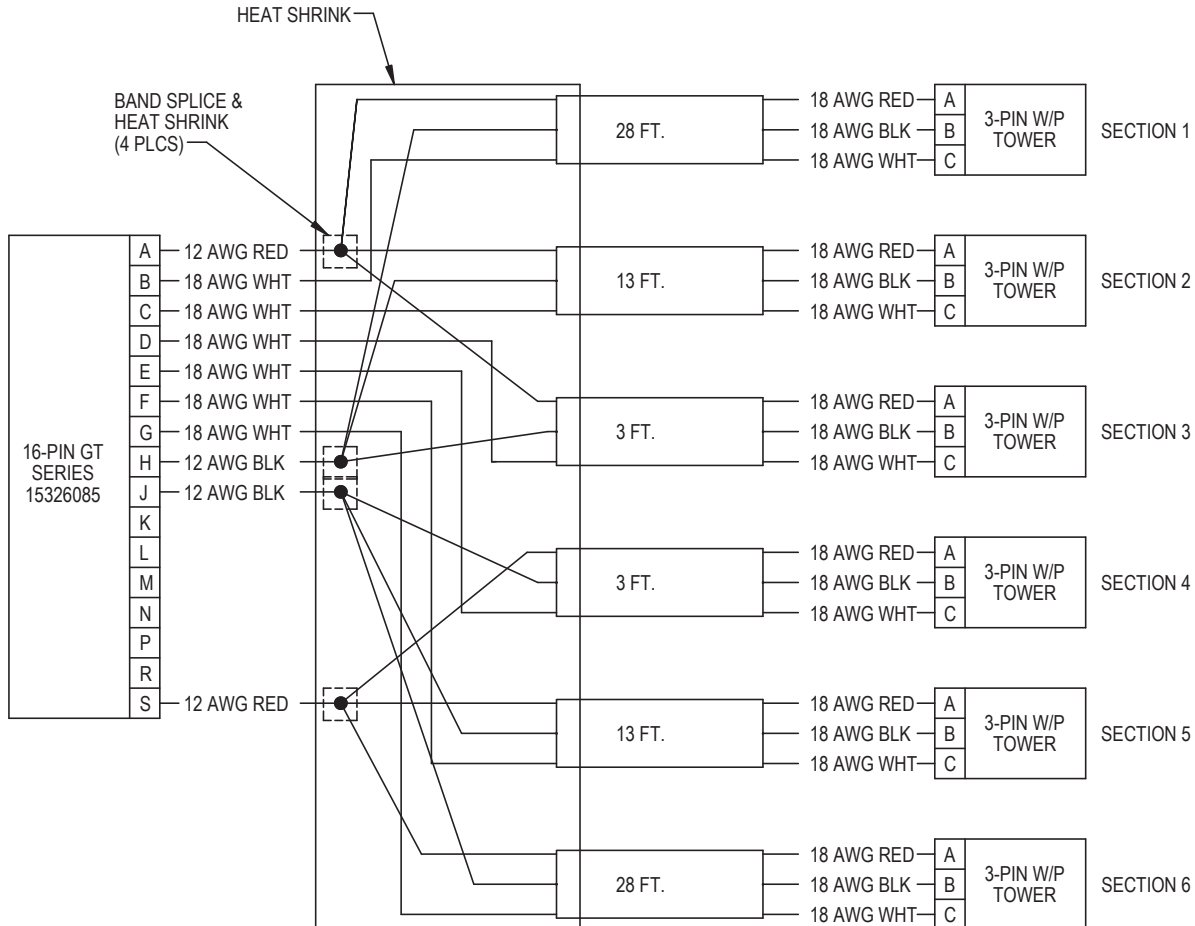 HEAT SHRINK
BAND SPLICE &
HEAT SHRINK
(4 PLCS)
16-PIN GT
SERIES
15326085
A 12 AWG RED
B 18 AWG WHT
C 18 AWG WHT
D 18 AWG WHT
E 18 AWG WHT
F 18 AWG WHT
G 18 AWG WHT
H 12 AWG BLK
J 12 AWG BLK
K
L
M
N
P
R
S 12 AWG RED
28 FT.
18 AWG RED A
18 AWG BLK B
18 AWG WHT C
3-PIN W/P
TOWER
SECTION 1
13 FT.
18 AWG RED A
18 AWG BLK B
18 AWG WHT C
3-PIN W/P
TOWER
SECTION 2
3 FT.
18 AWG RED A
18 AWG BLK B
18 AWG WHT C
3-PIN W/P
TOWER
SECTION 3
3 FT.
18 AWG RED A
18 AWG BLK B
18 AWG WHT C
3-PIN W/P
TOWER
SECTION 4
13 FT.
18 AWG RED A
18 AWG BLK B
18 AWG WHT C
3-PIN W/P
TOWER
SECTION 5
28 FT.
18 AWG RED A
18 AWG BLK B
18 AWG WHT C
3-PIN W/P
TOWER
SECTION 6